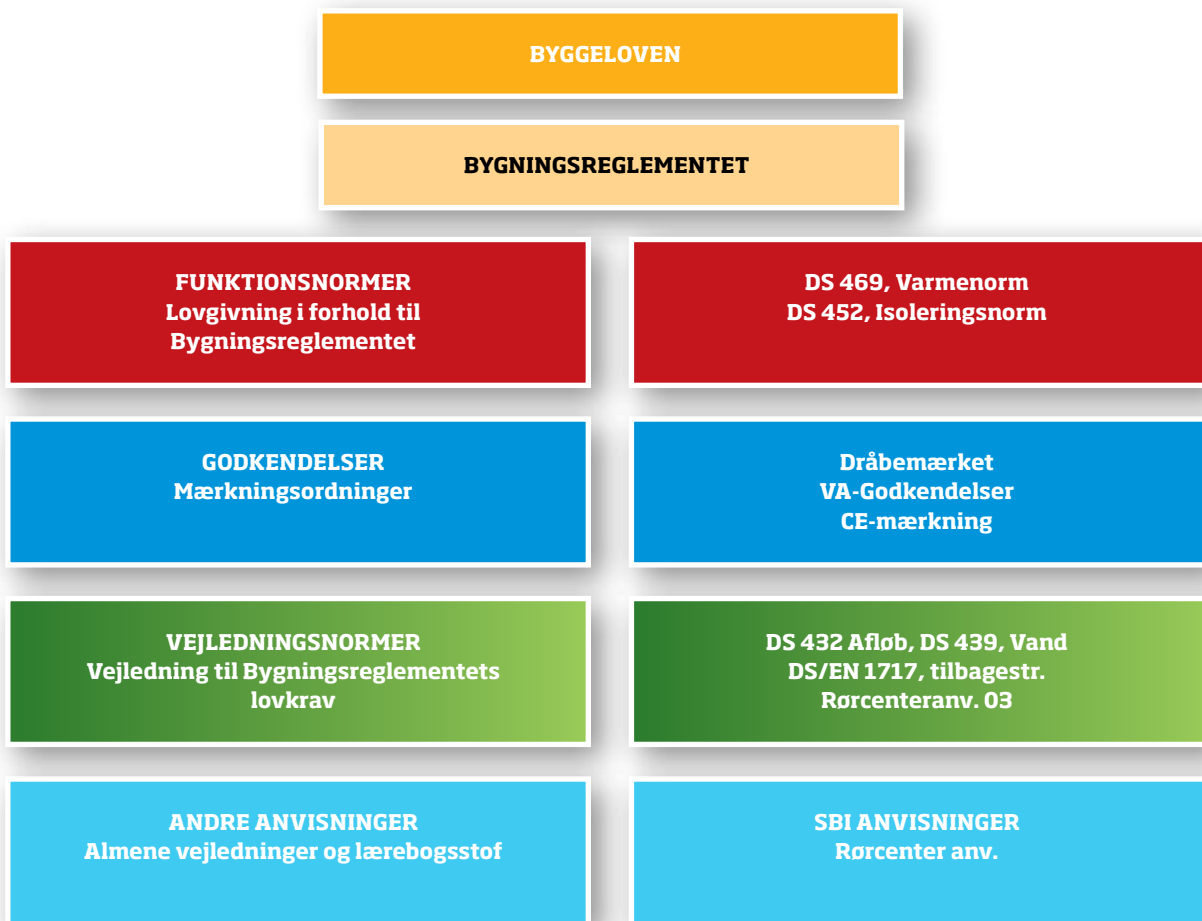 BYGGELOVEN
BYGNINGSREGLEMENTET
FUNKTIONSNORMER
Lovgivning i forhold til
Bygningsreglementet
DS 469, Varmenorm
DS 452, Isoleringsnorm
GODKENDELSER
Mærkningsordninger
Dråbemærket
VA-Godkendelser
CE-mærkning
VEJLEDNINGSNORMER
Vejledning til Bygningsreglementets
lovkrav
DS 432 Afløb, DS 439, Vand
DS/EN 1717, tilbagestr.
Rørcenteranv. 03
ANDRE ANVISNINGER
Almene vejledninger og lærebogsstof
SBI ANVISNINGER
Rørcenter anv.